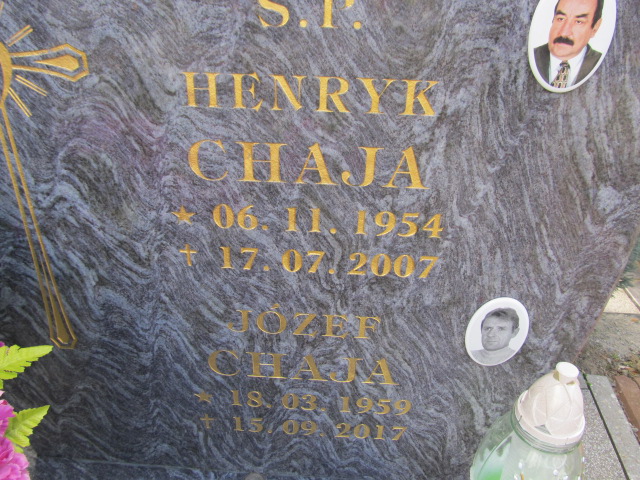 Ś.P.
HENRYK
CHAJA
★ 06. 11. 1954
✝ 17. 07. 2007
JÓZEF
CHAJA
★ 18. 03. 1959
✝ 15. 09. 2017